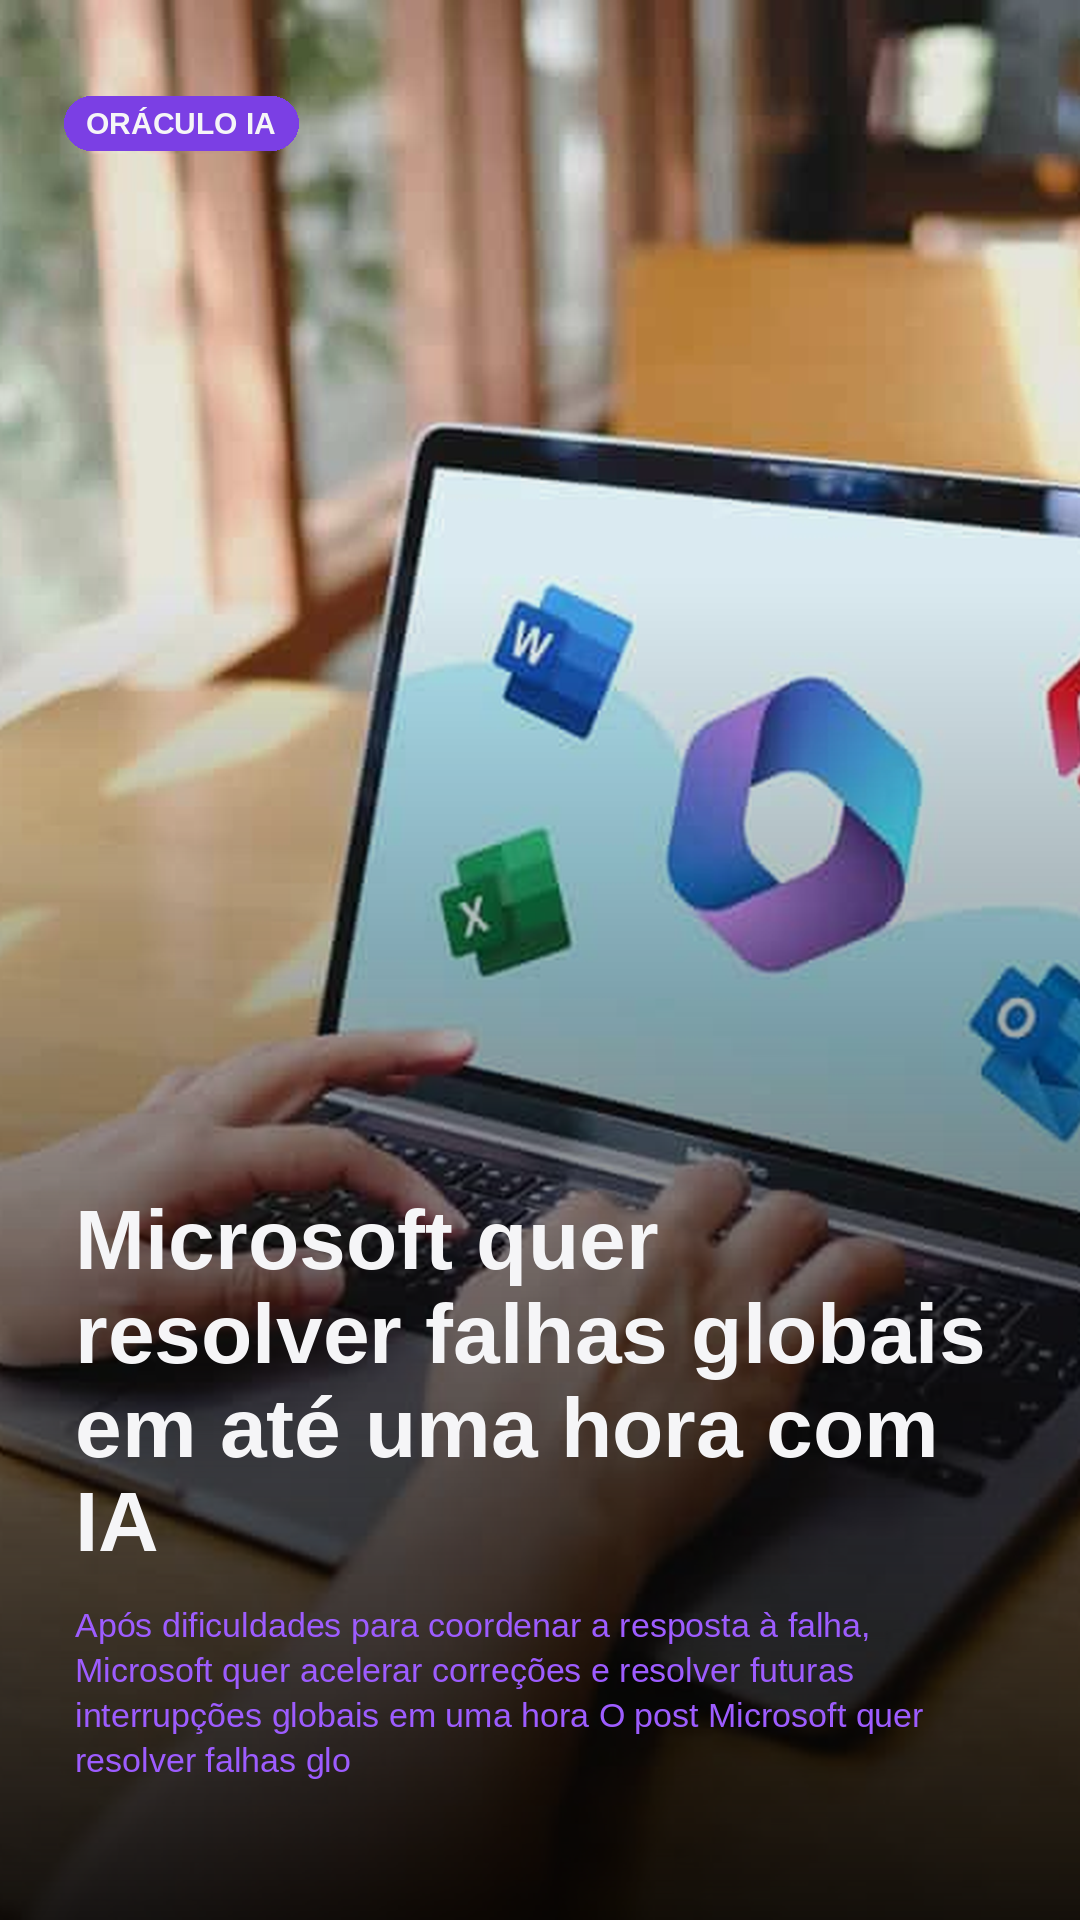 ORÁCULO IA
W
X
O
Microsoft quer
resolver falhas globais
em até uma hora com
IA
Após dificuldades para coordenar a resposta à falha,
Microsoft quer acelerar correções e resolver futuras
interrupções globais em uma hora O post Microsoft quer
resolver falhas glo